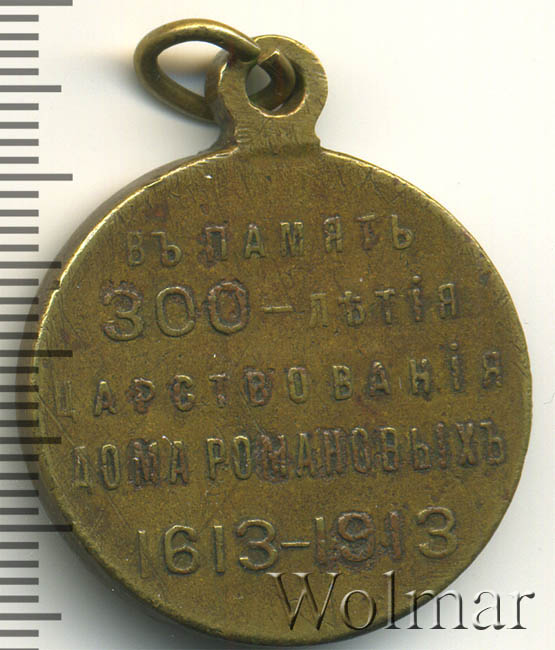 ВЪ ПАМЯТЬ
300-ЛѢТІЯ
ЦАРСТВОВАНІЯ
ДОМА РОМАНОВЫХЪ
1613-1913
Wolmar